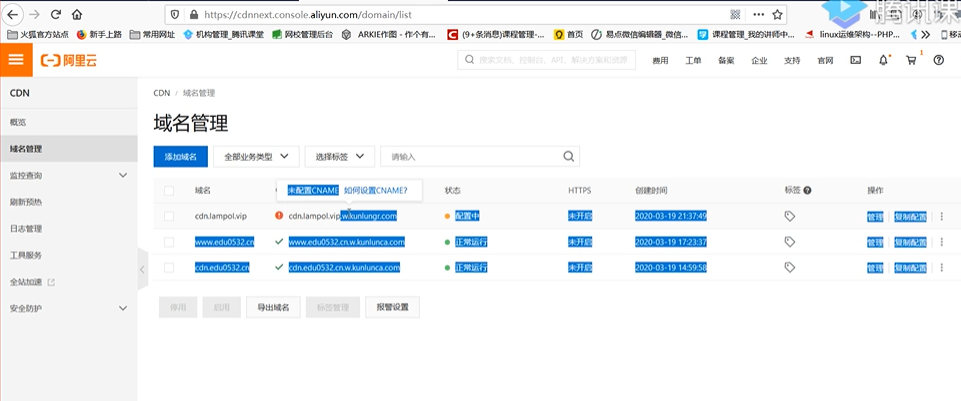 https://cdnnext.console.aliyun.com/domain/list
腾讯课
火狐官方站点 新手上路 常用网址 机构管理_腾讯课堂 网校管理后台 ARKIE作图 - 作个有... (9+条消息)课程管理-... 首页 易点微信编辑器_微信... 课程管理_我的讲师中... linux运维架构--PHP...
阿里云 搜索文档、控制台、API、解决方案和资源 费用 工单 备案 企业 支持 官网
CDN
概览
域名管理
监控查询
刷新预热
日志管理
工具服务
全站加速
安全防护
CDN / 域名管理
域名管理
添加域名 全部业务类型 选择标签 请输入
未配置CNAME 如何设置CNAME?
域名 状态 HTTPS 创建时间 标签 操作
cdn.lampol.vip cdn.lampol.vip.w.kunlungr.com 配置中 未开启 2020-03-19 21:37:49 管理 复制配置
www.edu0532.cn www.edu0532.cn.w.kunlunca.com 正常运行 未开启 2020-03-19 17:23:37 管理 复制配置
cdn.edu0532.cn cdn.edu0532.cn.w.kunlunca.com 正常运行 未开启 2020-03-19 14:59:58 管理 复制配置
停用 启用 导出域名 标签管理 报警设置